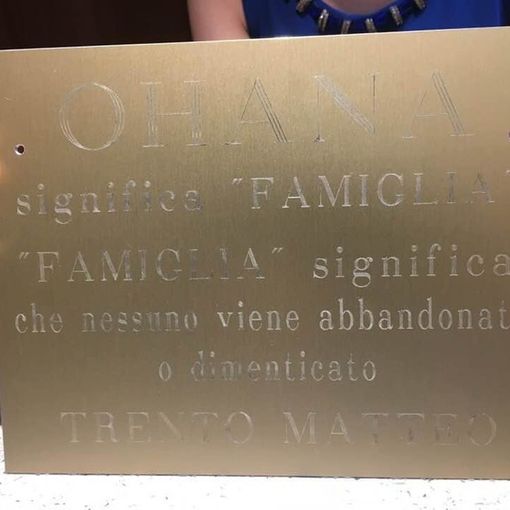 OHANA
significa "FAMIGLIA"
"FAMIGLIA" significa
che nessuno viene abbandonat
o dimenticato
TRENTO MATTEO